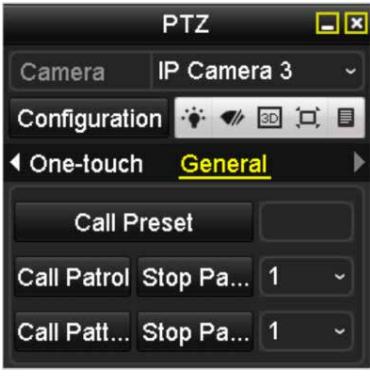 PTZ
Camera IP Camera 3
Configuration 3D
One-touch General
Call Preset
Call Patrol Stop Pa... 1
Call Patt... Stop Pa... 1